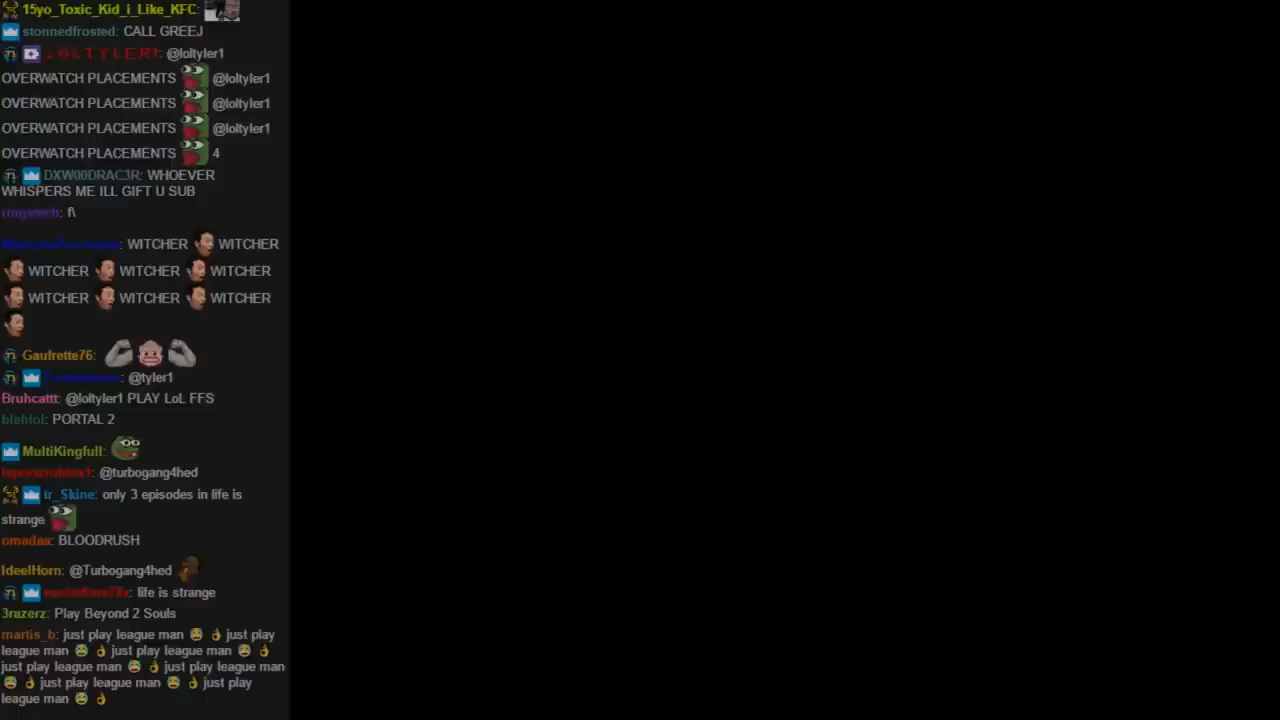 15yo_Toxic_Kid_i_Like_KFC:
stonnedfrosted: CALL GREEJ
LOLTYLER1: @loltyler1
OVERWATCH PLACEMENTS @loltyler1
OVERWATCH PLACEMENTS @loltyler1
OVERWATCH PLACEMENTS @loltyler1
OVERWATCH PLACEMENTS 4
DXW00DRAC3R: WHOEVER
WHISPERS ME ILL GIFT U SUB
f\
WITCHER WITCHER
WITCHER WITCHER WITCHER
WITCHER WITCHER WITCHER
Gaufrette76:
@tyler1
Bruhcattt: @loltyler1 PLAY LoL FFS
blehlol: PORTAL 2
MultiKingfull:
@turbogang4hed
tr_Skine: only 3 episodes in life is
strange
omadax: BLOODRUSH
IdeelHorn: @Turbogang4hed
life is strange
3razerz: Play Beyond 2 Souls
martis_b: just play league man 😅 👌 just play
league man 😅 👌 just play league man 😅 👌
just play league man 😅 👌 just play league man
😅 👌 just play league man 😅 👌 just play
league man 😅 👌